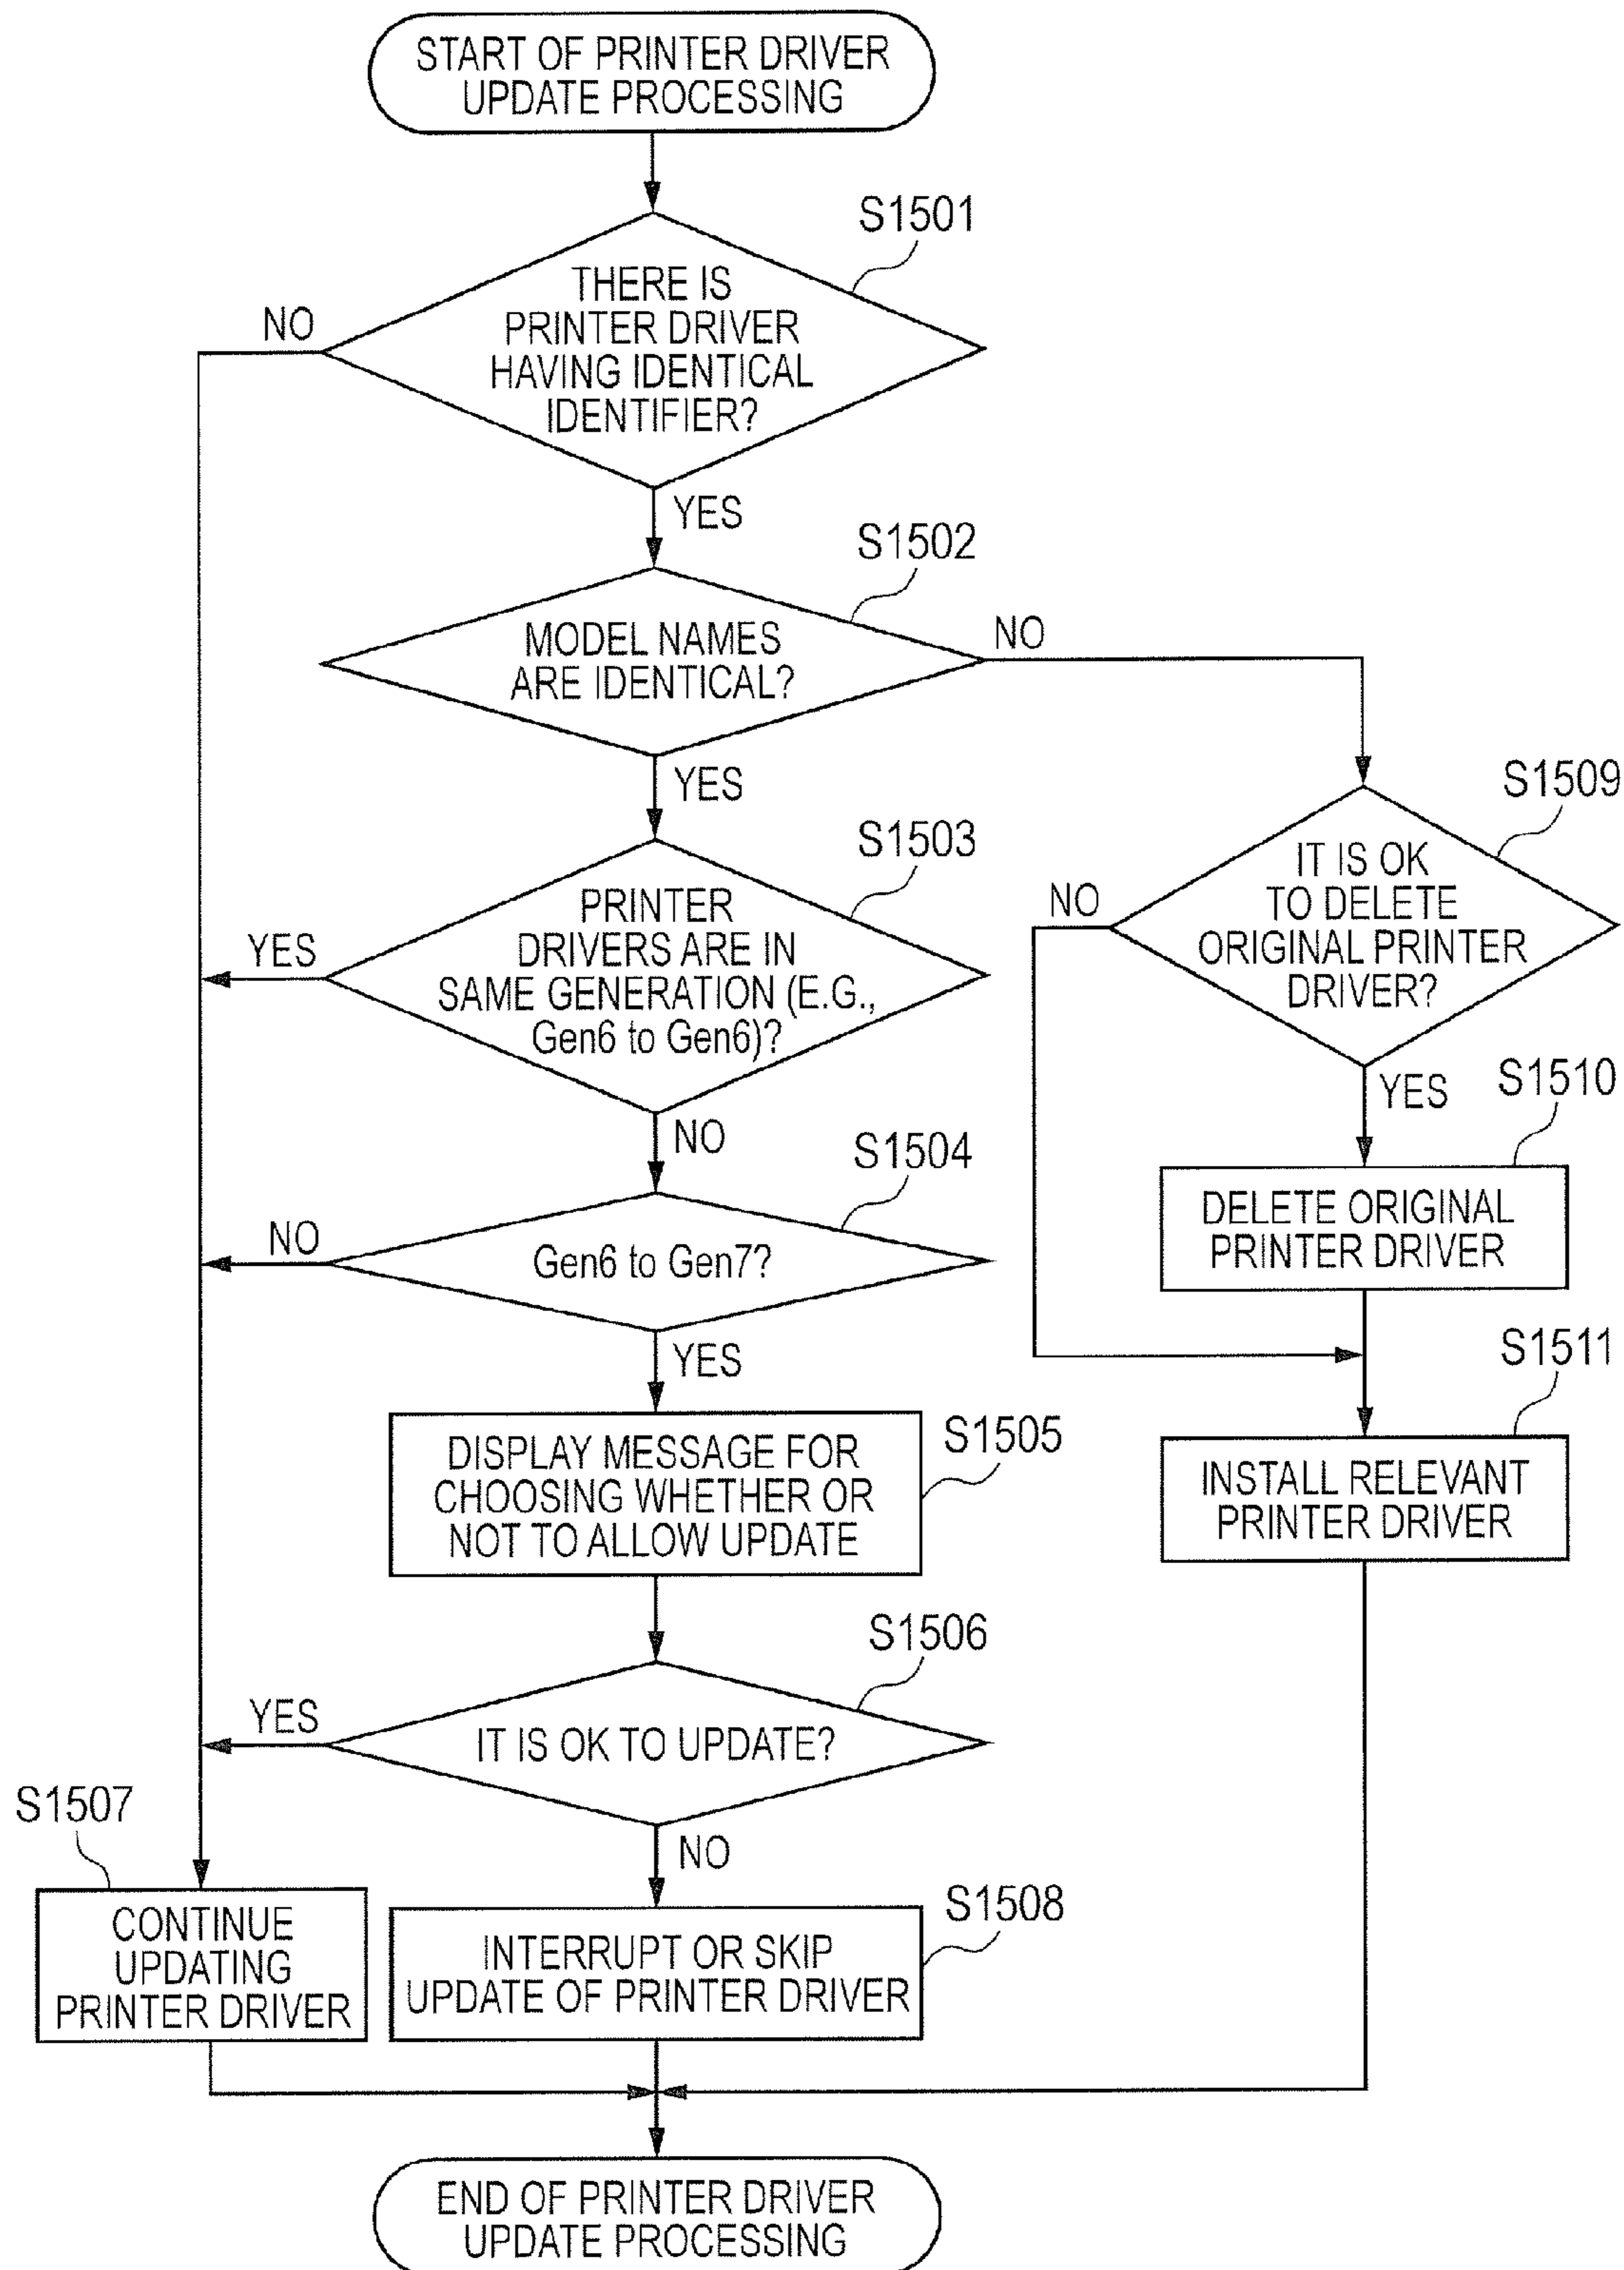 START OF PRINTER DRIVER
UPDATE PROCESSING
S1501
THERE IS
PRINTER DRIVER
HAVING IDENTICAL
IDENTIFIER?
NO
YES
S1502
MODEL NAMES
ARE IDENTICAL?
NO
YES
S1503
PRINTER
DRIVERS ARE IN
SAME GENERATION (E.G.,
Gen6 to Gen6)?
YES
NO
S1509
IT IS OK
TO DELETE
ORIGINAL PRINTER
DRIVER?
NO
YES
S1510
DELETE ORIGINAL
PRINTER DRIVER
S1504
Gen6 to Gen7?
NO
YES
S1511
INSTALL RELEVANT
PRINTER DRIVER
S1505
DISPLAY MESSAGE FOR
CHOOSING WHETHER OR
NOT TO ALLOW UPDATE
S1506
IT IS OK TO UPDATE?
YES
NO
S1507
CONTINUE
UPDATING
PRINTER DRIVER
S1508
INTERRUPT OR SKIP
UPDATE OF PRINTER DRIVER
END OF PRINTER DRIVER
UPDATE PROCESSING